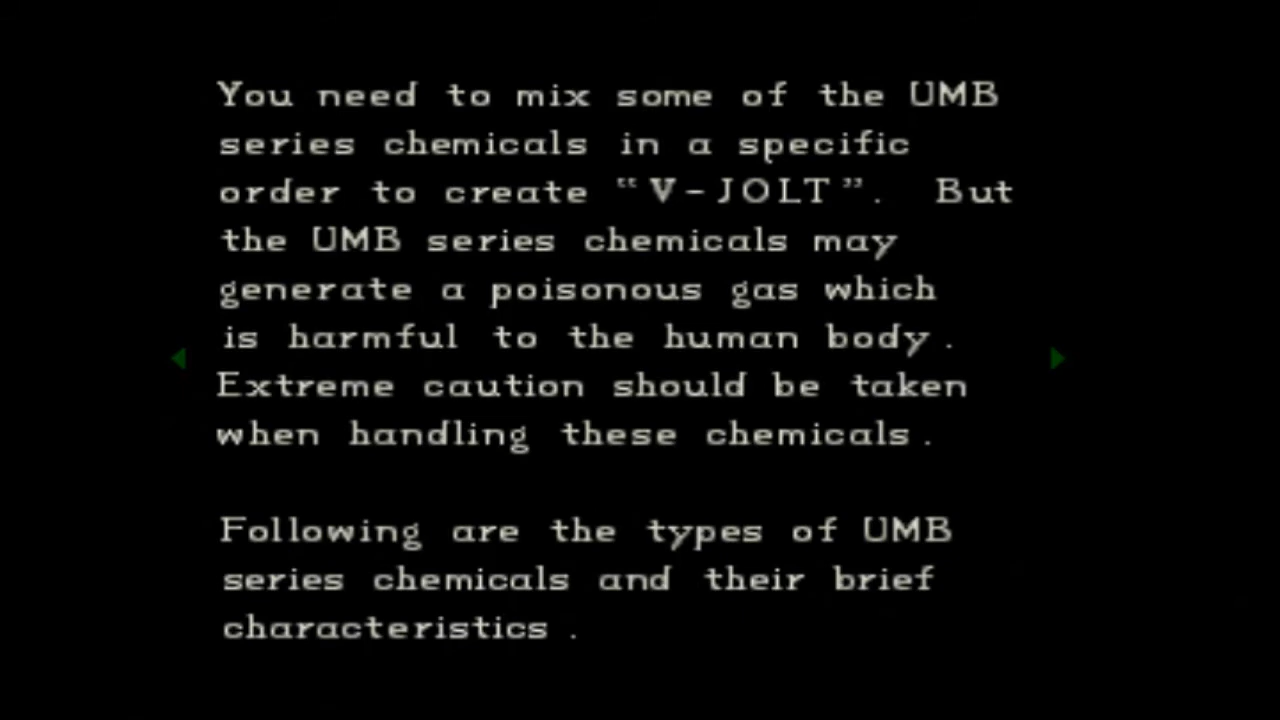 You need to mix some of the UMB
series chemicals in a specific
order to create “V-JOLT”. But
the UMB series chemicals may
generate a poisonous gas which
is harmful to the human body.
Extreme caution should be taken
when handling these chemicals.
Following are the types of UMB
series chemicals and their brief
characteristics.